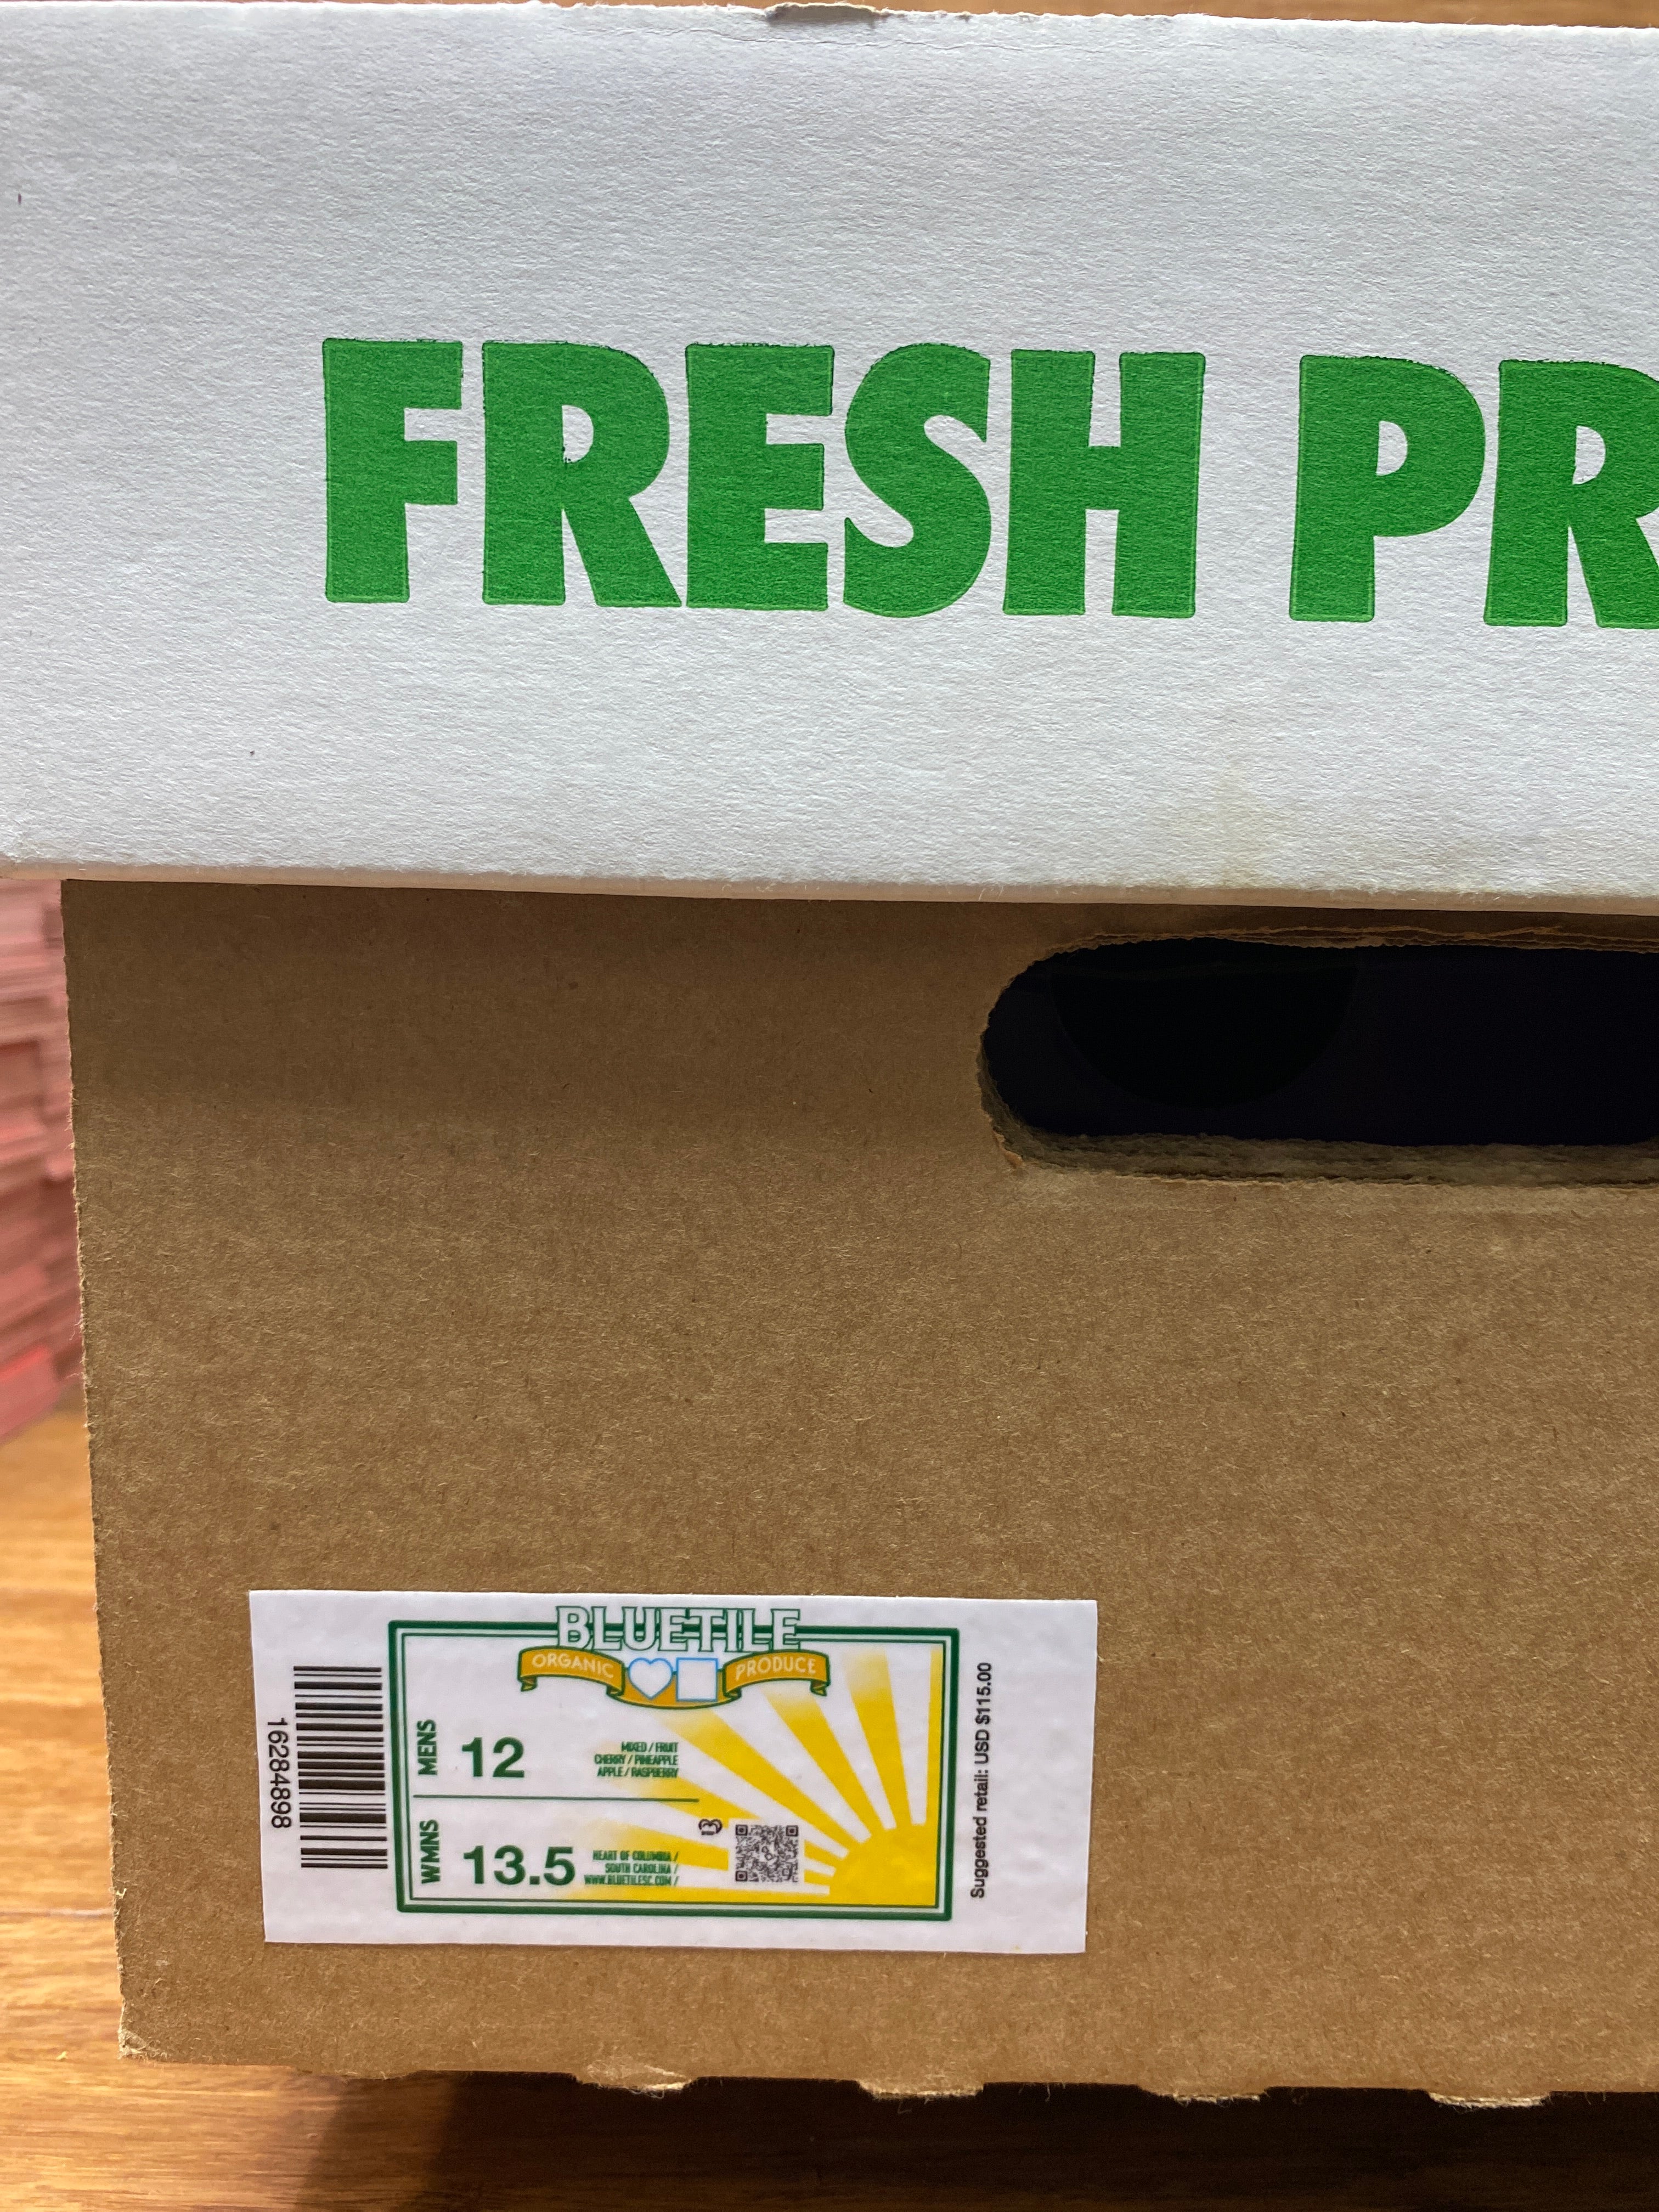 FRESH PR
BLUETILE
ORGANIC PRODUCE
MENS 12
MIXED / FRUIT
CHERRY / PINEAPPLE
APPLE / RASPBERRY
WMNS 13.5
HEART OF COLUMBIA /
SOUTH CAROLINA /
WWW.BLUETILESC.COM /
16284898
Suggested retail: USD $115.00